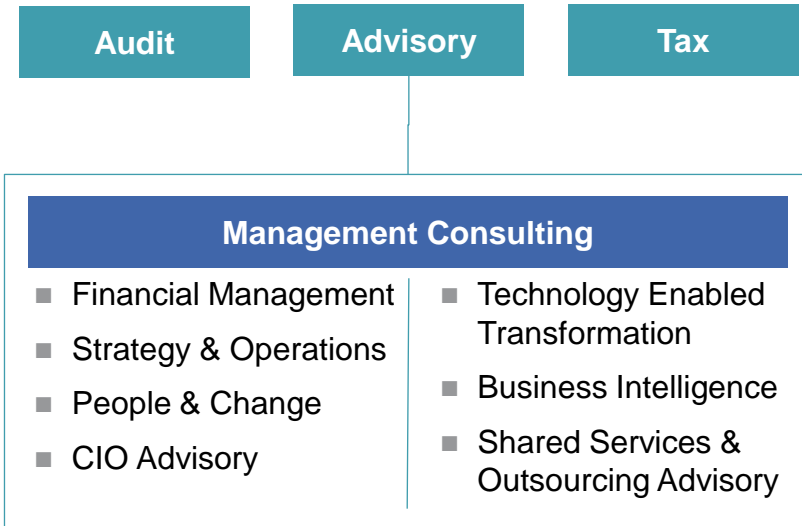 Audit
Advisory
Tax
Management Consulting
Financial Management
Strategy & Operations
People & Change
CIO Advisory
Technology Enabled
Transformation
Business Intelligence
Shared Services &
Outsourcing Advisory